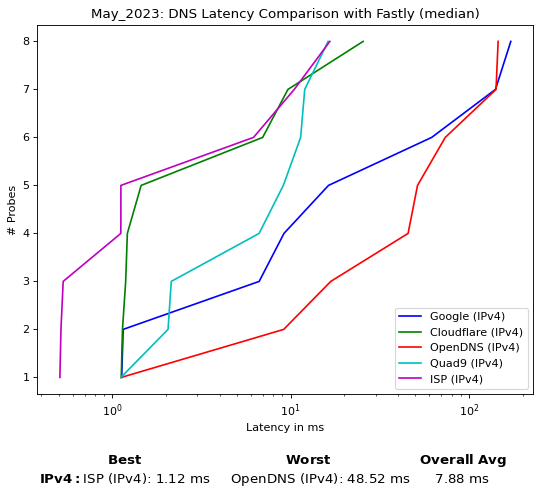 May_2023: DNS Latency Comparison with Fastly (median)
8
7
6
5
4
3
2
1
# Probes
Google (IPv4)
Cloudflare (IPv4)
OpenDNS (IPv4)
Quad9 (IPv4)
ISP (IPv4)
10⁰ 10¹ 10²
Latency in ms
Best Worst Overall Avg
IPv4: ISP (IPv4): 1.12 ms OpenDNS (IPv4): 48.52 ms 7.88 ms